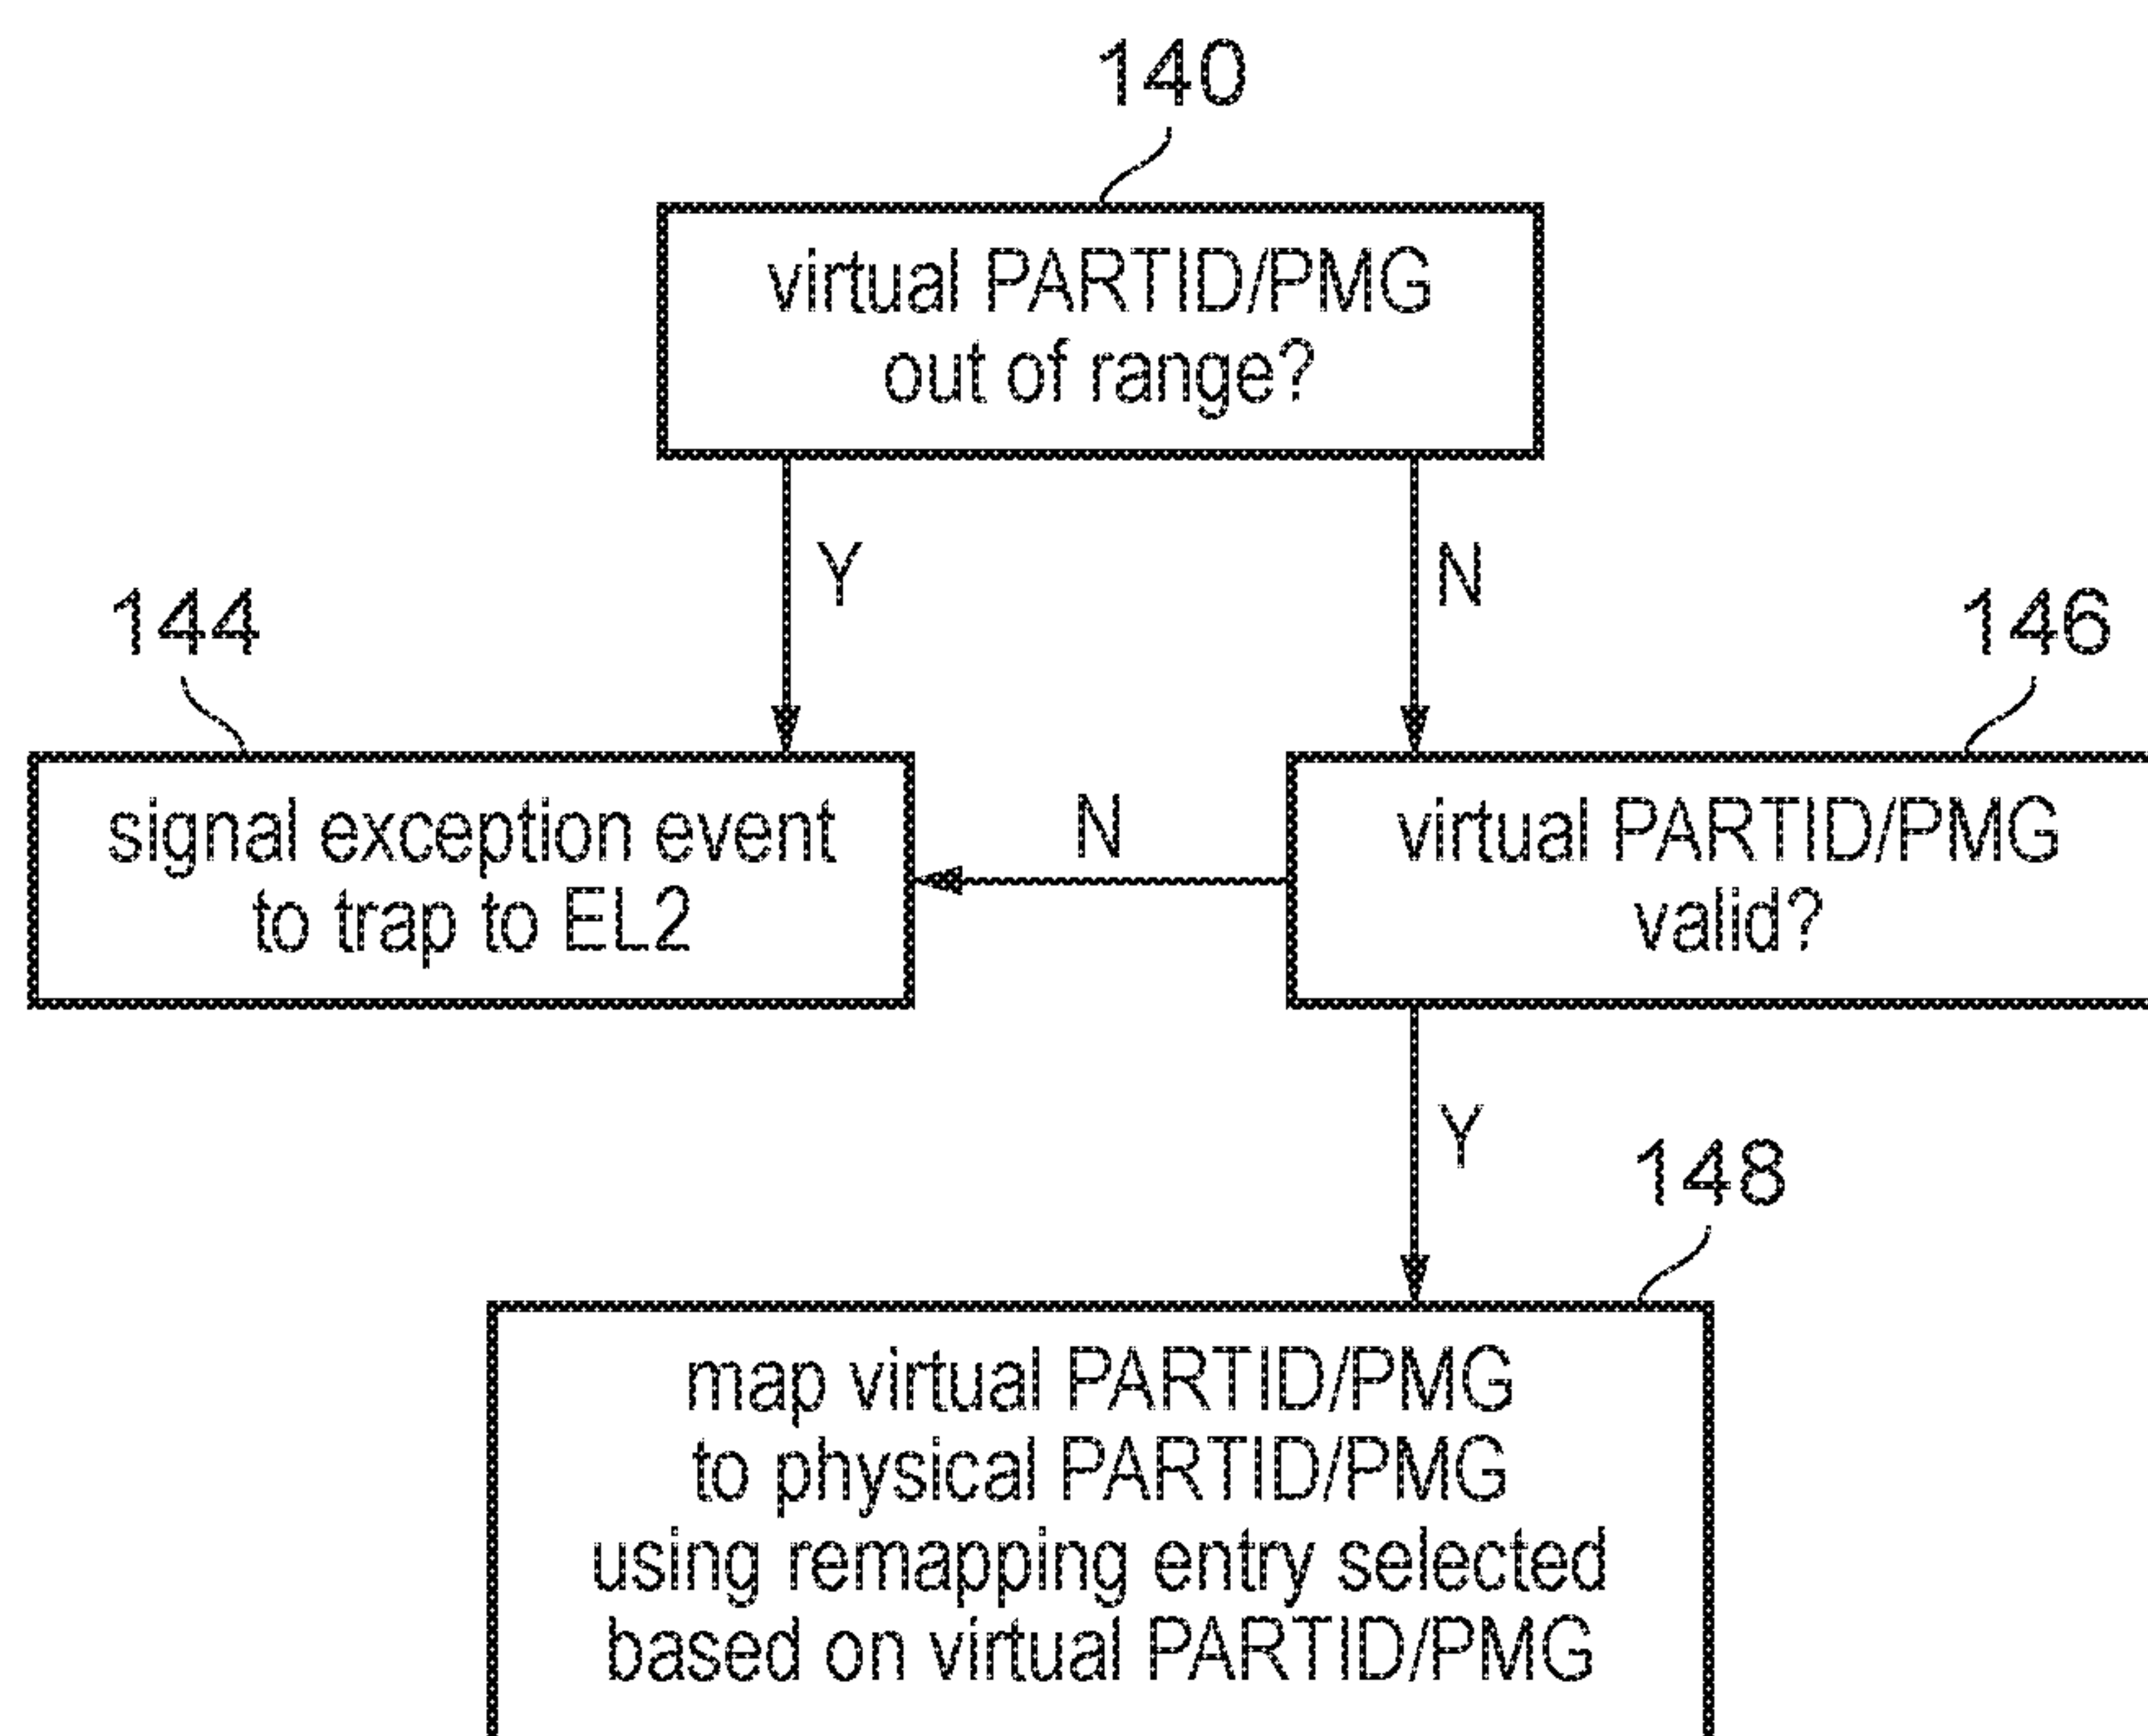 140
virtual PARTID/PMG
out of range?
Y
N
144
146
signal exception event
to trap to EL2
N
virtual PARTID/PMG
valid?
Y
148
map virtual PARTID/PMG
to physical PARTID/PMG
using remapping entry selected
based on virtual PARTID/PMG